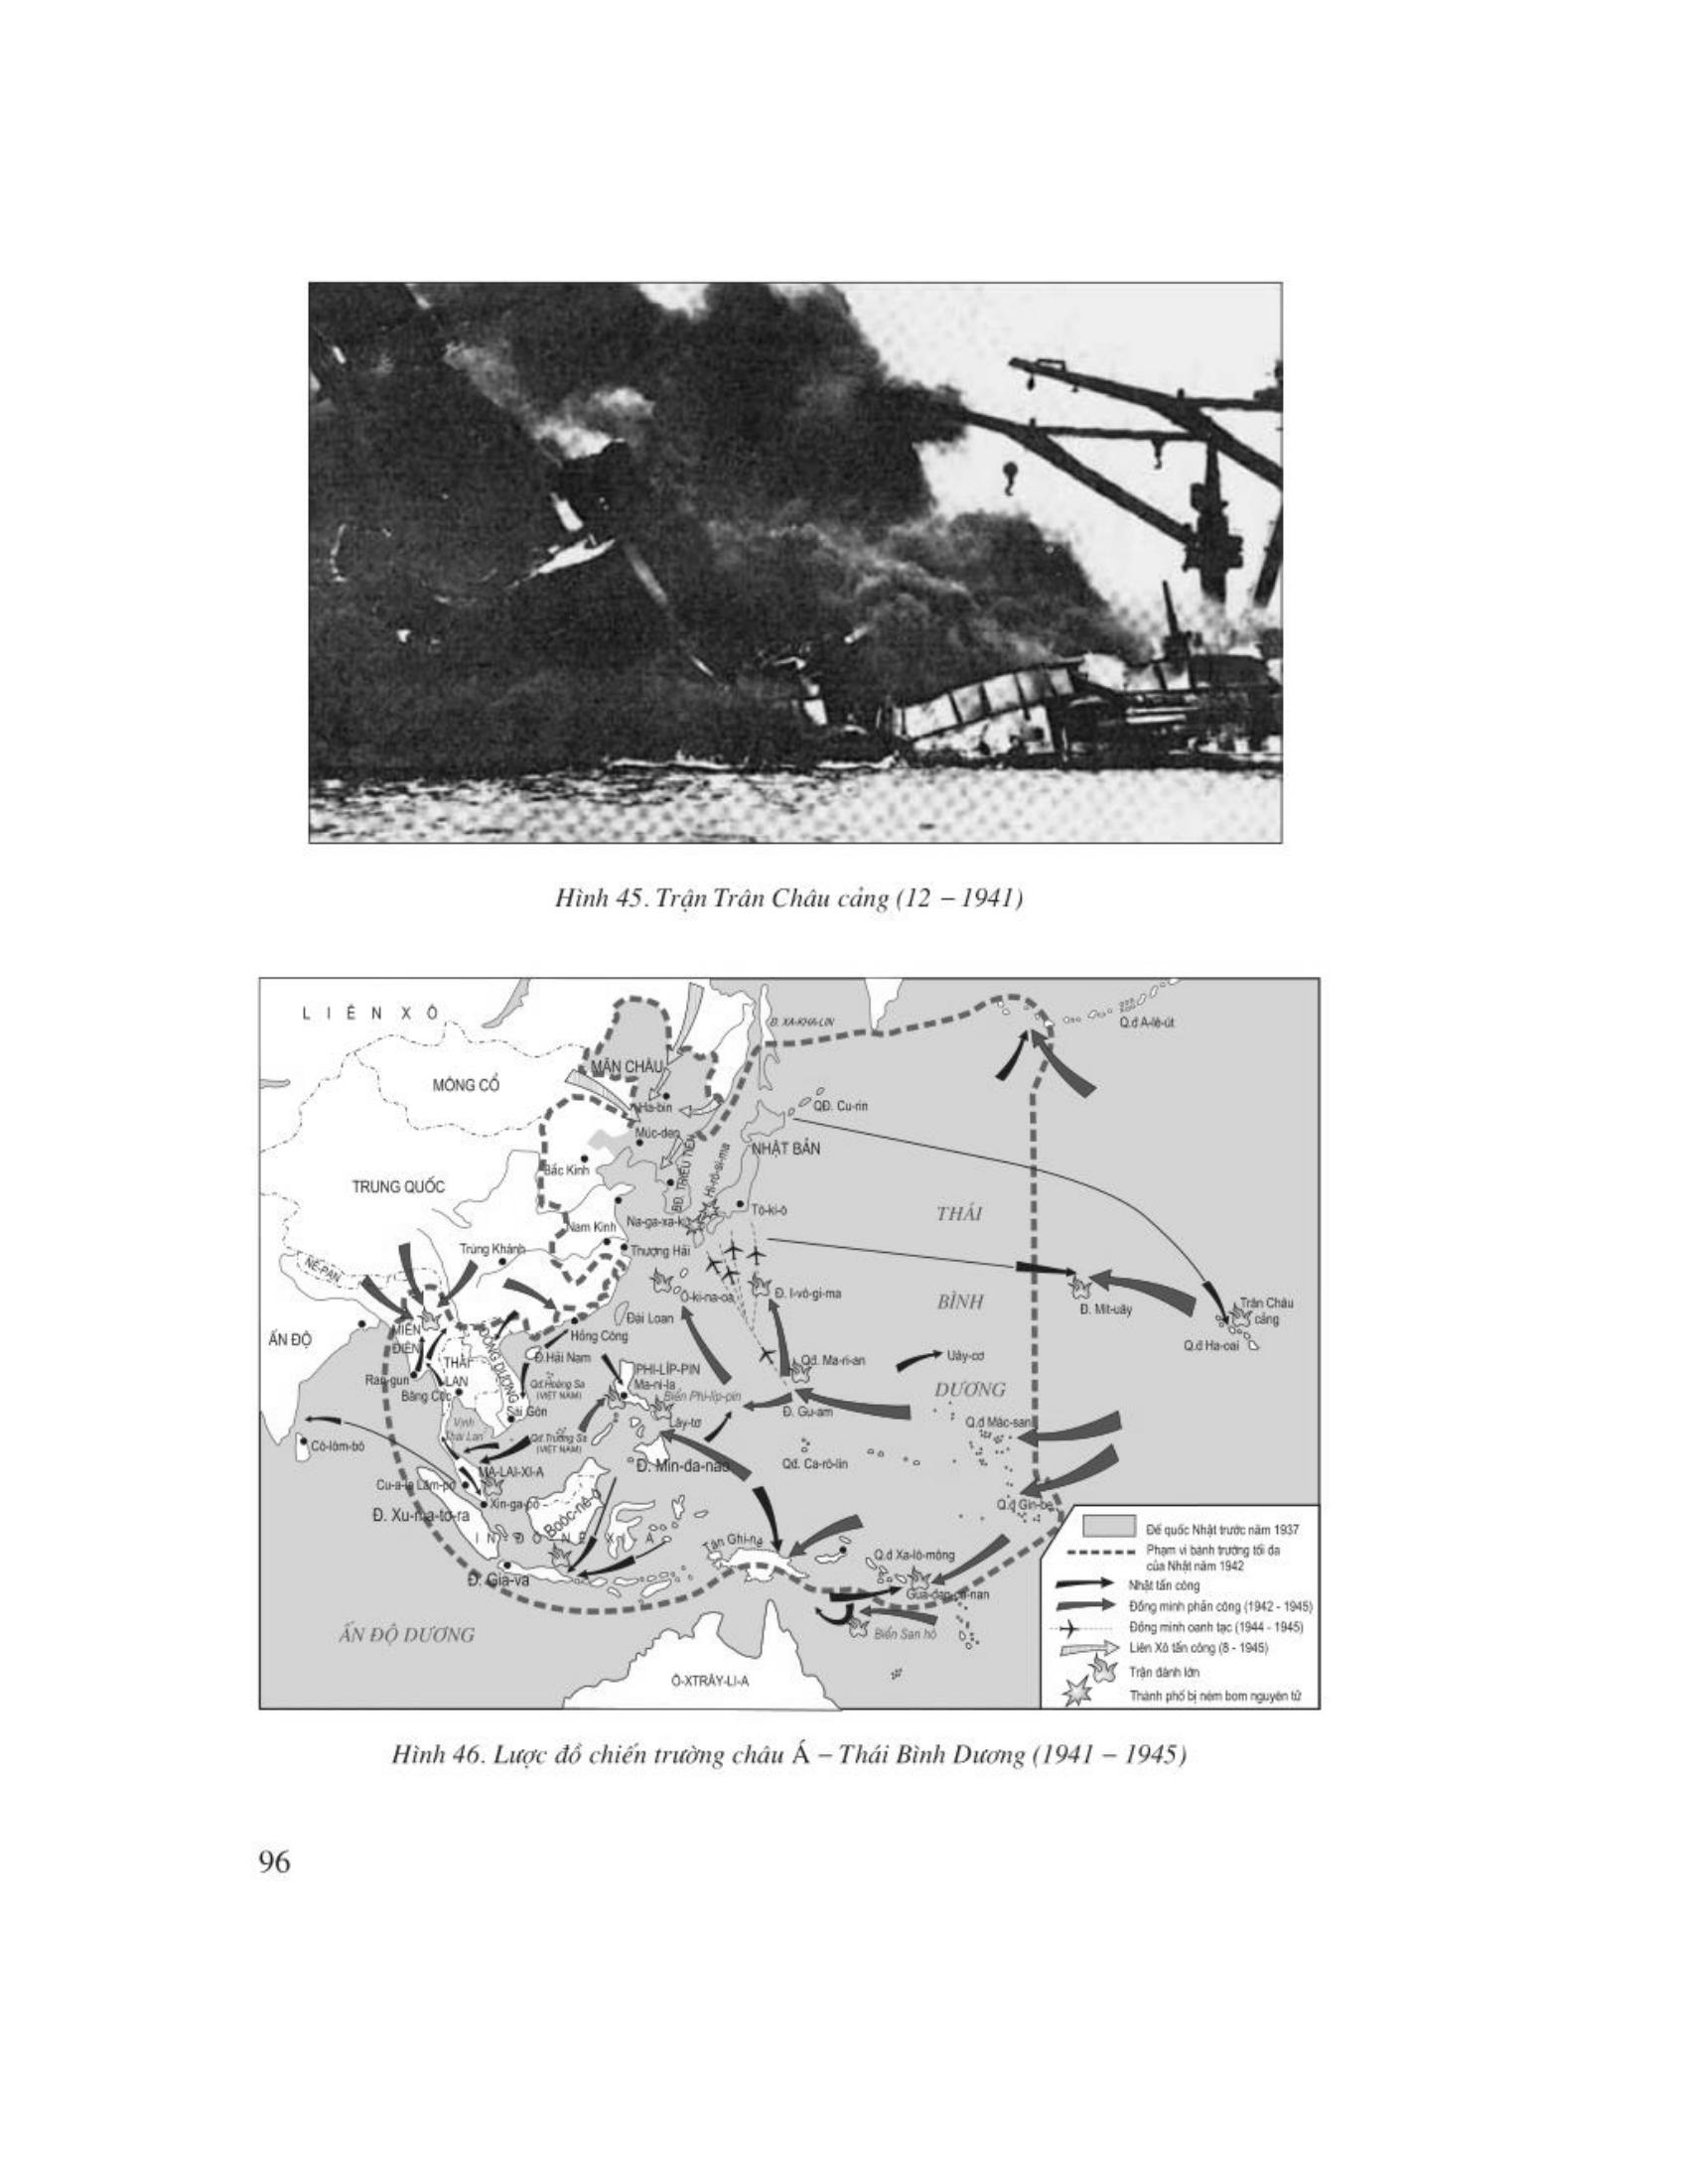 Hình 45. Trận Trân Châu cảng (12 – 1941)
LIÊN XÔ
Đ. XA-KHA-LIN
Q.đ A-lê-út
MÃN CHÂU
MÔNG CỔ
Ha-bin
QĐ. Cu-rin
Múc-đen
NHẬT BẢN
BĐ. TRIỀU TIÊN
Hi-rô-si-ma
Bắc Kinh
TRUNG QUỐC
Tô-ki-ô
THÁI
Nam Kinh
Na-ga-xa-ki
Trùng Khánh
Thượng Hải
NÊ-PAN
Ô-ki-na-oa
Đ. I-vô-gi-ma
BÌNH
Đ. Mít-uây
Trân Châu
cảng
Đài Loan
ẤN ĐỘ
MIẾN
ĐIỆN
Hồng Công
Q.đ Ha-oai
THÁI
LAN
ĐÔNG DƯƠNG
Đ.Hải Nam
PHI-LÍP-PIN
Qđ. Ma-ri-an
Uây-cơ
Ran-gun
Băng Cốc
Qđ.Hoàng Sa
(VIỆT NAM)
Ma-ni-la
Biển Phi-líp-pin
DƯƠNG
Sài Gòn
Đ. Gu-am
Vịnh
Thái Lan
Lây-tơ
Q.đ Mác-san
Cô-lôm-bô
Qđ.Trường Sa
(VIỆT NAM)
Đ. Min-đa-nao
Qđ. Ca-rô-lin
MA-LAI-XI-A
Cu-a-la Lăm-pơ
Xin-ga-po
Q.đ Gin-be
Đ. Xu-ma-tơ-ra
Boóc-nê-ô
IN-ĐÔ-NÊ-XI-A
Tân Ghi-nê
Q.đ Xa-lô-mông
Đ. Gia-va
Gua-đan-ca-nan
ẤN ĐỘ DƯƠNG
Biển San hô
Ô-XTRÂY-LI-A
Đế quốc Nhật trước năm 1937
Phạm vi bành trướng tối đa
của Nhật năm 1942
Nhật tấn công
Đồng minh phản công (1942 - 1945)
Đồng minh oanh tạc (1944 - 1945)
Liên Xô tấn công (8 - 1945)
Trận đánh lớn
Thành phố bị ném bom nguyên tử
Hình 46. Lược đồ chiến trường châu Á – Thái Bình Dương (1941 – 1945)
96